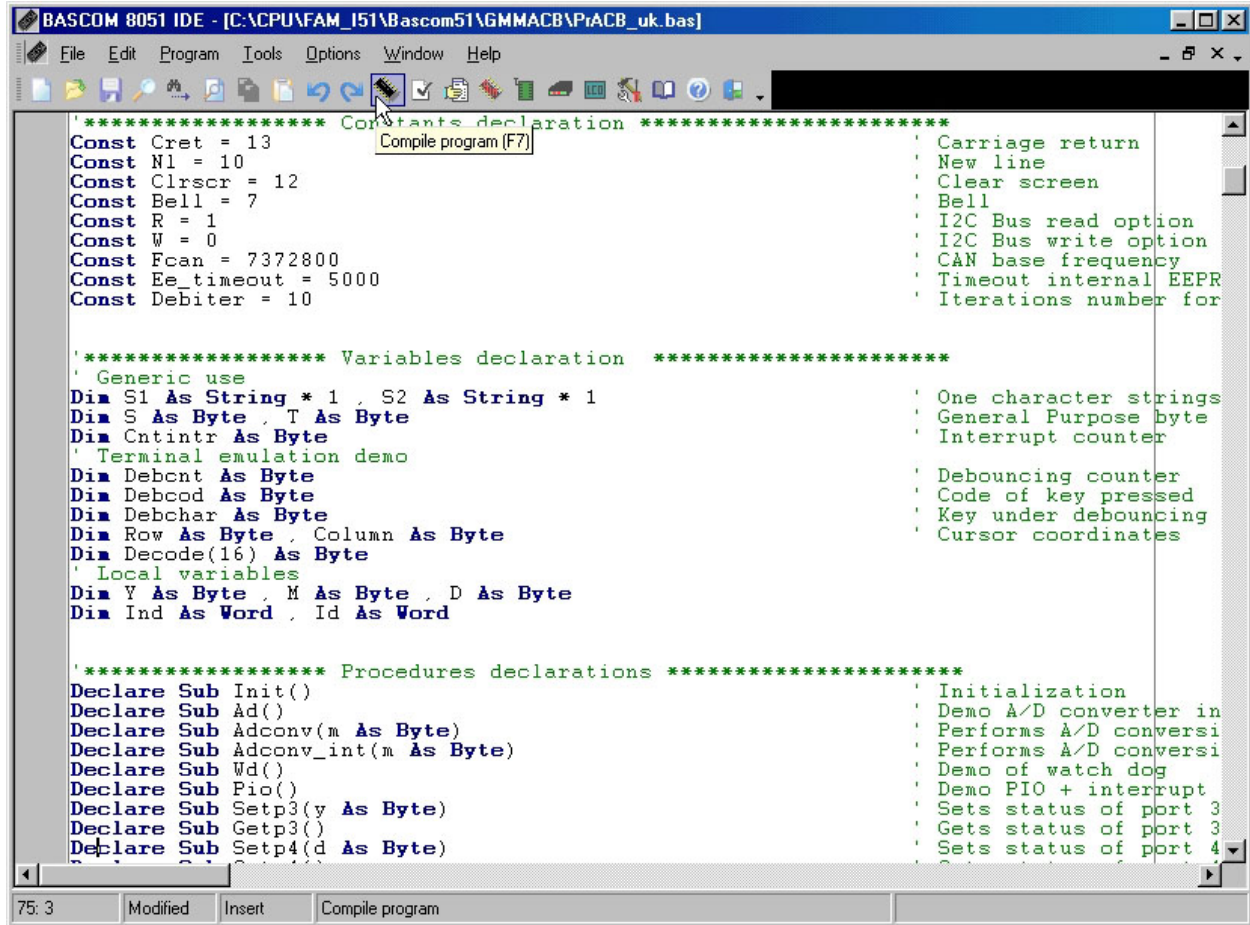 BASCOM 8051 IDE - [C:\CPU\FAM_I51\Bascom51\GMMACB\PrACB_uk.bas]
File Edit Program Tools Options Window Help
LCD
'****************** Constants declaration ***********************
Compile program (F7)
Const Cret = 13 ' Carriage return
Const Nl = 10 ' New line
Const Clrscr = 12 ' Clear screen
Const Bell = 7 ' Bell
Const R = 1 ' I2C Bus read option
Const W = 0 ' I2C Bus write option
Const Fcan = 7372800 ' CAN base frequency
Const Ee_timeout = 5000 ' Timeout internal EEPR
Const Debiter = 10 ' Iterations number for
'****************** Variables declaration  **********************
' Generic use
Dim S1 As String * 1 , S2 As String * 1 ' One character strings
Dim S As Byte , T As Byte ' General Purpose byte
Dim Cntintr As Byte ' Interrupt counter
' Terminal emulation demo
Dim Debcnt As Byte ' Debouncing counter
Dim Debcod As Byte ' Code of key pressed
Dim Debchar As Byte ' Key under debouncing
Dim Row As Byte , Column As Byte ' Cursor coordinates
Dim Decode(16) As Byte
' Local variables
Dim Y As Byte , M As Byte , D As Byte
Dim Ind As Word , Id As Word
'****************** Procedures declarations **********************
Declare Sub Init() ' Initialization
Declare Sub Ad() ' Demo A/D converter in
Declare Sub Adconv(m As Byte) ' Performs A/D conversi
Declare Sub Adconv_int(m As Byte) ' Performs A/D conversi
Declare Sub Wd() ' Demo of watch dog
Declare Sub Pio() ' Demo PIO + interrupt
Declare Sub Setp3(y As Byte) ' Sets status of port 3
Declare Sub Getp3() ' Gets status of port 3
Declare Sub Setp4(d As Byte) ' Sets status of port 4
75: 3 Modified Insert Compile program